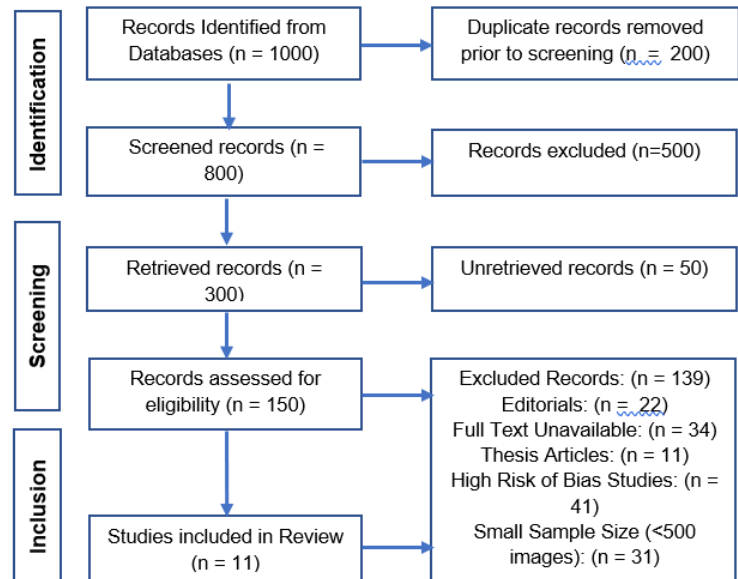 Identification
Records Identified from
Databases (n = 1000)
Duplicate records removed
prior to screening (n = 200)
Screened records (n =
800)
Records excluded (n=500)
Screening
Retrieved records (n =
300)
Unretrieved records (n = 50)
Records assessed for
eligibility (n = 150)
Excluded Records: (n = 139)
Editorials: (n = 22)
Full Text Unavailable: (n = 34)
Thesis Articles: (n = 11)
High Risk of Bias Studies: (n =
41)
Small Sample Size (<500
images): (n = 31)
Inclusion
Studies included in Review
(n = 11)